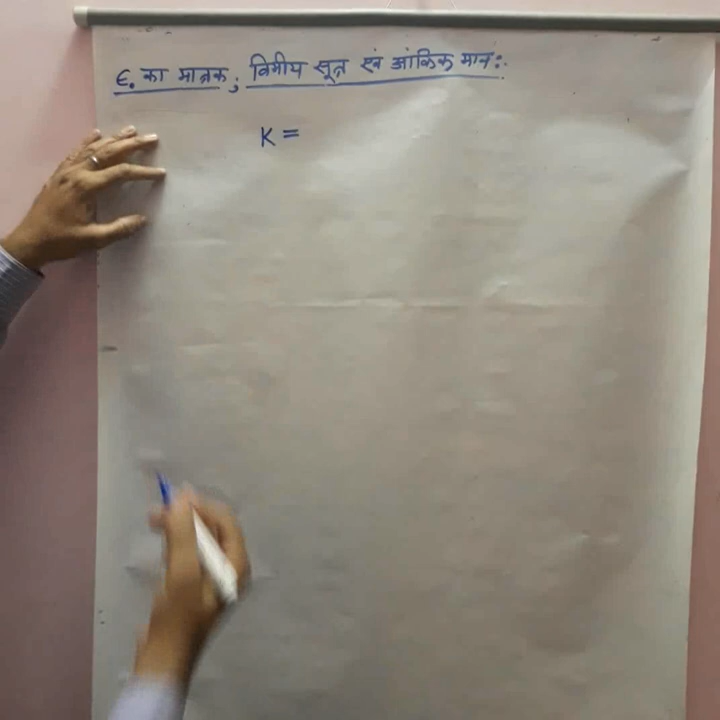 ϵ₀ का मात्रक, विमीय सूत्र एवं आंकिक मान:-
K =